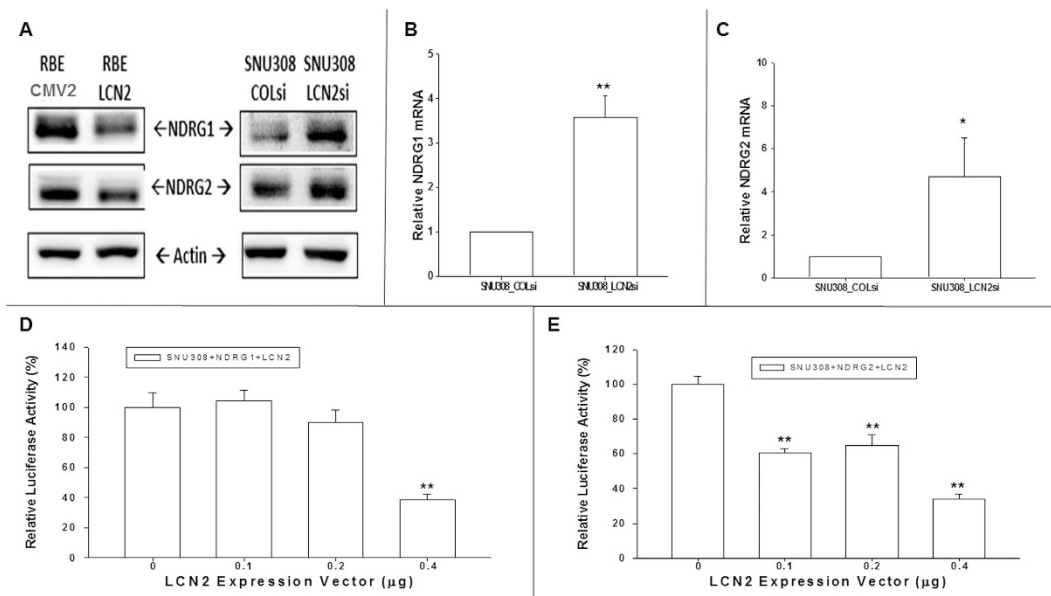 A
RBE RBE SNU308 SNU308
CMV2 LCN2 COLsi LCN2si
←NDRG1→
←NDRG2→
←Actin→
B
Relative NDRG1 mRNA
5
4
3
2
1
0
**
SNU308_COLsi SNU308_LCN2si
C
Relative NDRG2 mRNA
10
8
6
4
2
0
*
SNU308_COLsi SNU308_LCN2si
D
Relative Luciferase Activity (%)
140
120
100
80
60
40
20
0
SNU308+NDRG1+LCN2
**
0 0.1 0.2 0.4
LCN2 Expression Vector (μg)
E
Relative Luciferase Activity (%)
120
100
80
60
40
20
0
SNU308+NDRG2+LCN2
** ** **
0 0.1 0.2 0.4
LCN2 Expression Vector (μg)